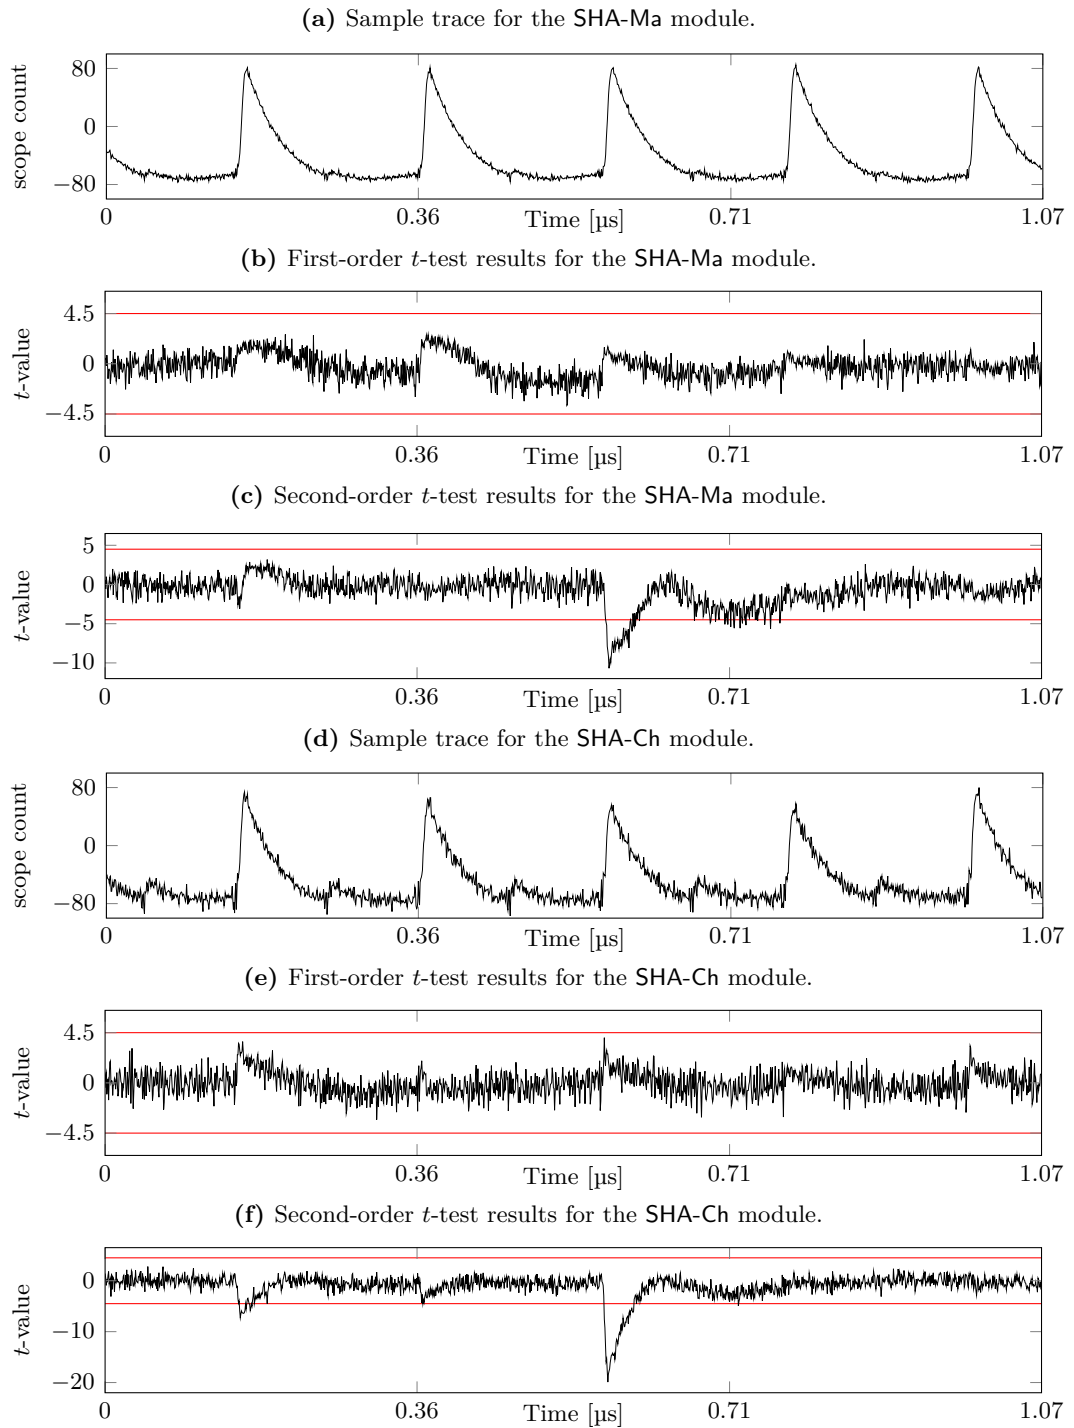 (a) Sample trace for the SHA-Ma module.
80
0
−80
scope count
0 0.36 0.71 1.07
Time [µs]
(b) First-order t-test results for the SHA-Ma module.
4.5
0
−4.5
t-value
0 0.36 0.71 1.07
Time [µs]
(c) Second-order t-test results for the SHA-Ma module.
5
0
−5
−10
t-value
0 0.36 0.71 1.07
Time [µs]
(d) Sample trace for the SHA-Ch module.
80
0
−80
scope count
0 0.36 0.71 1.07
Time [µs]
(e) First-order t-test results for the SHA-Ch module.
4.5
0
−4.5
t-value
0 0.36 0.71 1.07
Time [µs]
(f) Second-order t-test results for the SHA-Ch module.
0
−10
−20
t-value
0 0.36 0.71 1.07
Time [µs]